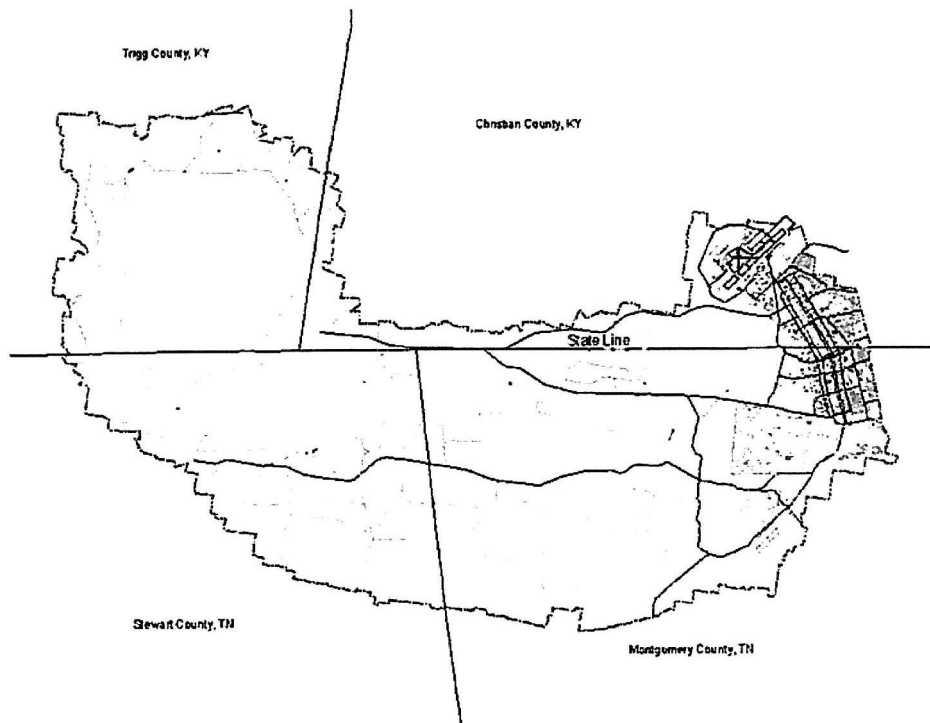 Trigg County, KY
Christian County, KY
State Line
Stewart County, TN
Montgomery County, TN